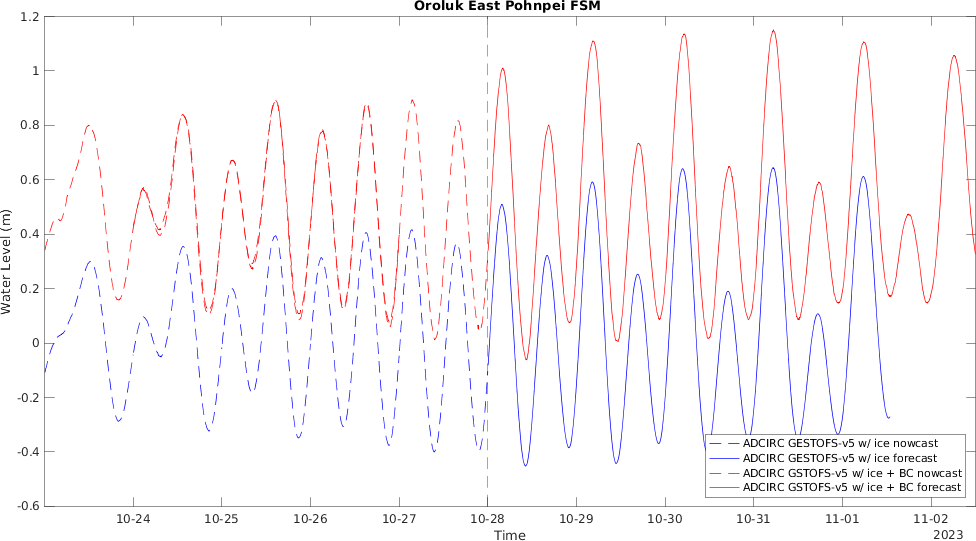 Oroluk East Pohnpei FSM
1.2
1
0.8
0.6
0.4
0.2
0
-0.2
-0.4
-0.6
Water Level (m)
ADCIRC GESTOFS-v5 w/ ice nowcast
ADCIRC GESTOFS-v5 w/ ice forecast
ADCIRC GSTOFS-v5 w/ ice + BC nowcast
ADCIRC GSTOFS-v5 w/ ice + BC forecast
10-24 10-25 10-26 10-27 10-28 10-29 10-30 10-31 11-01 11-02
Time
2023